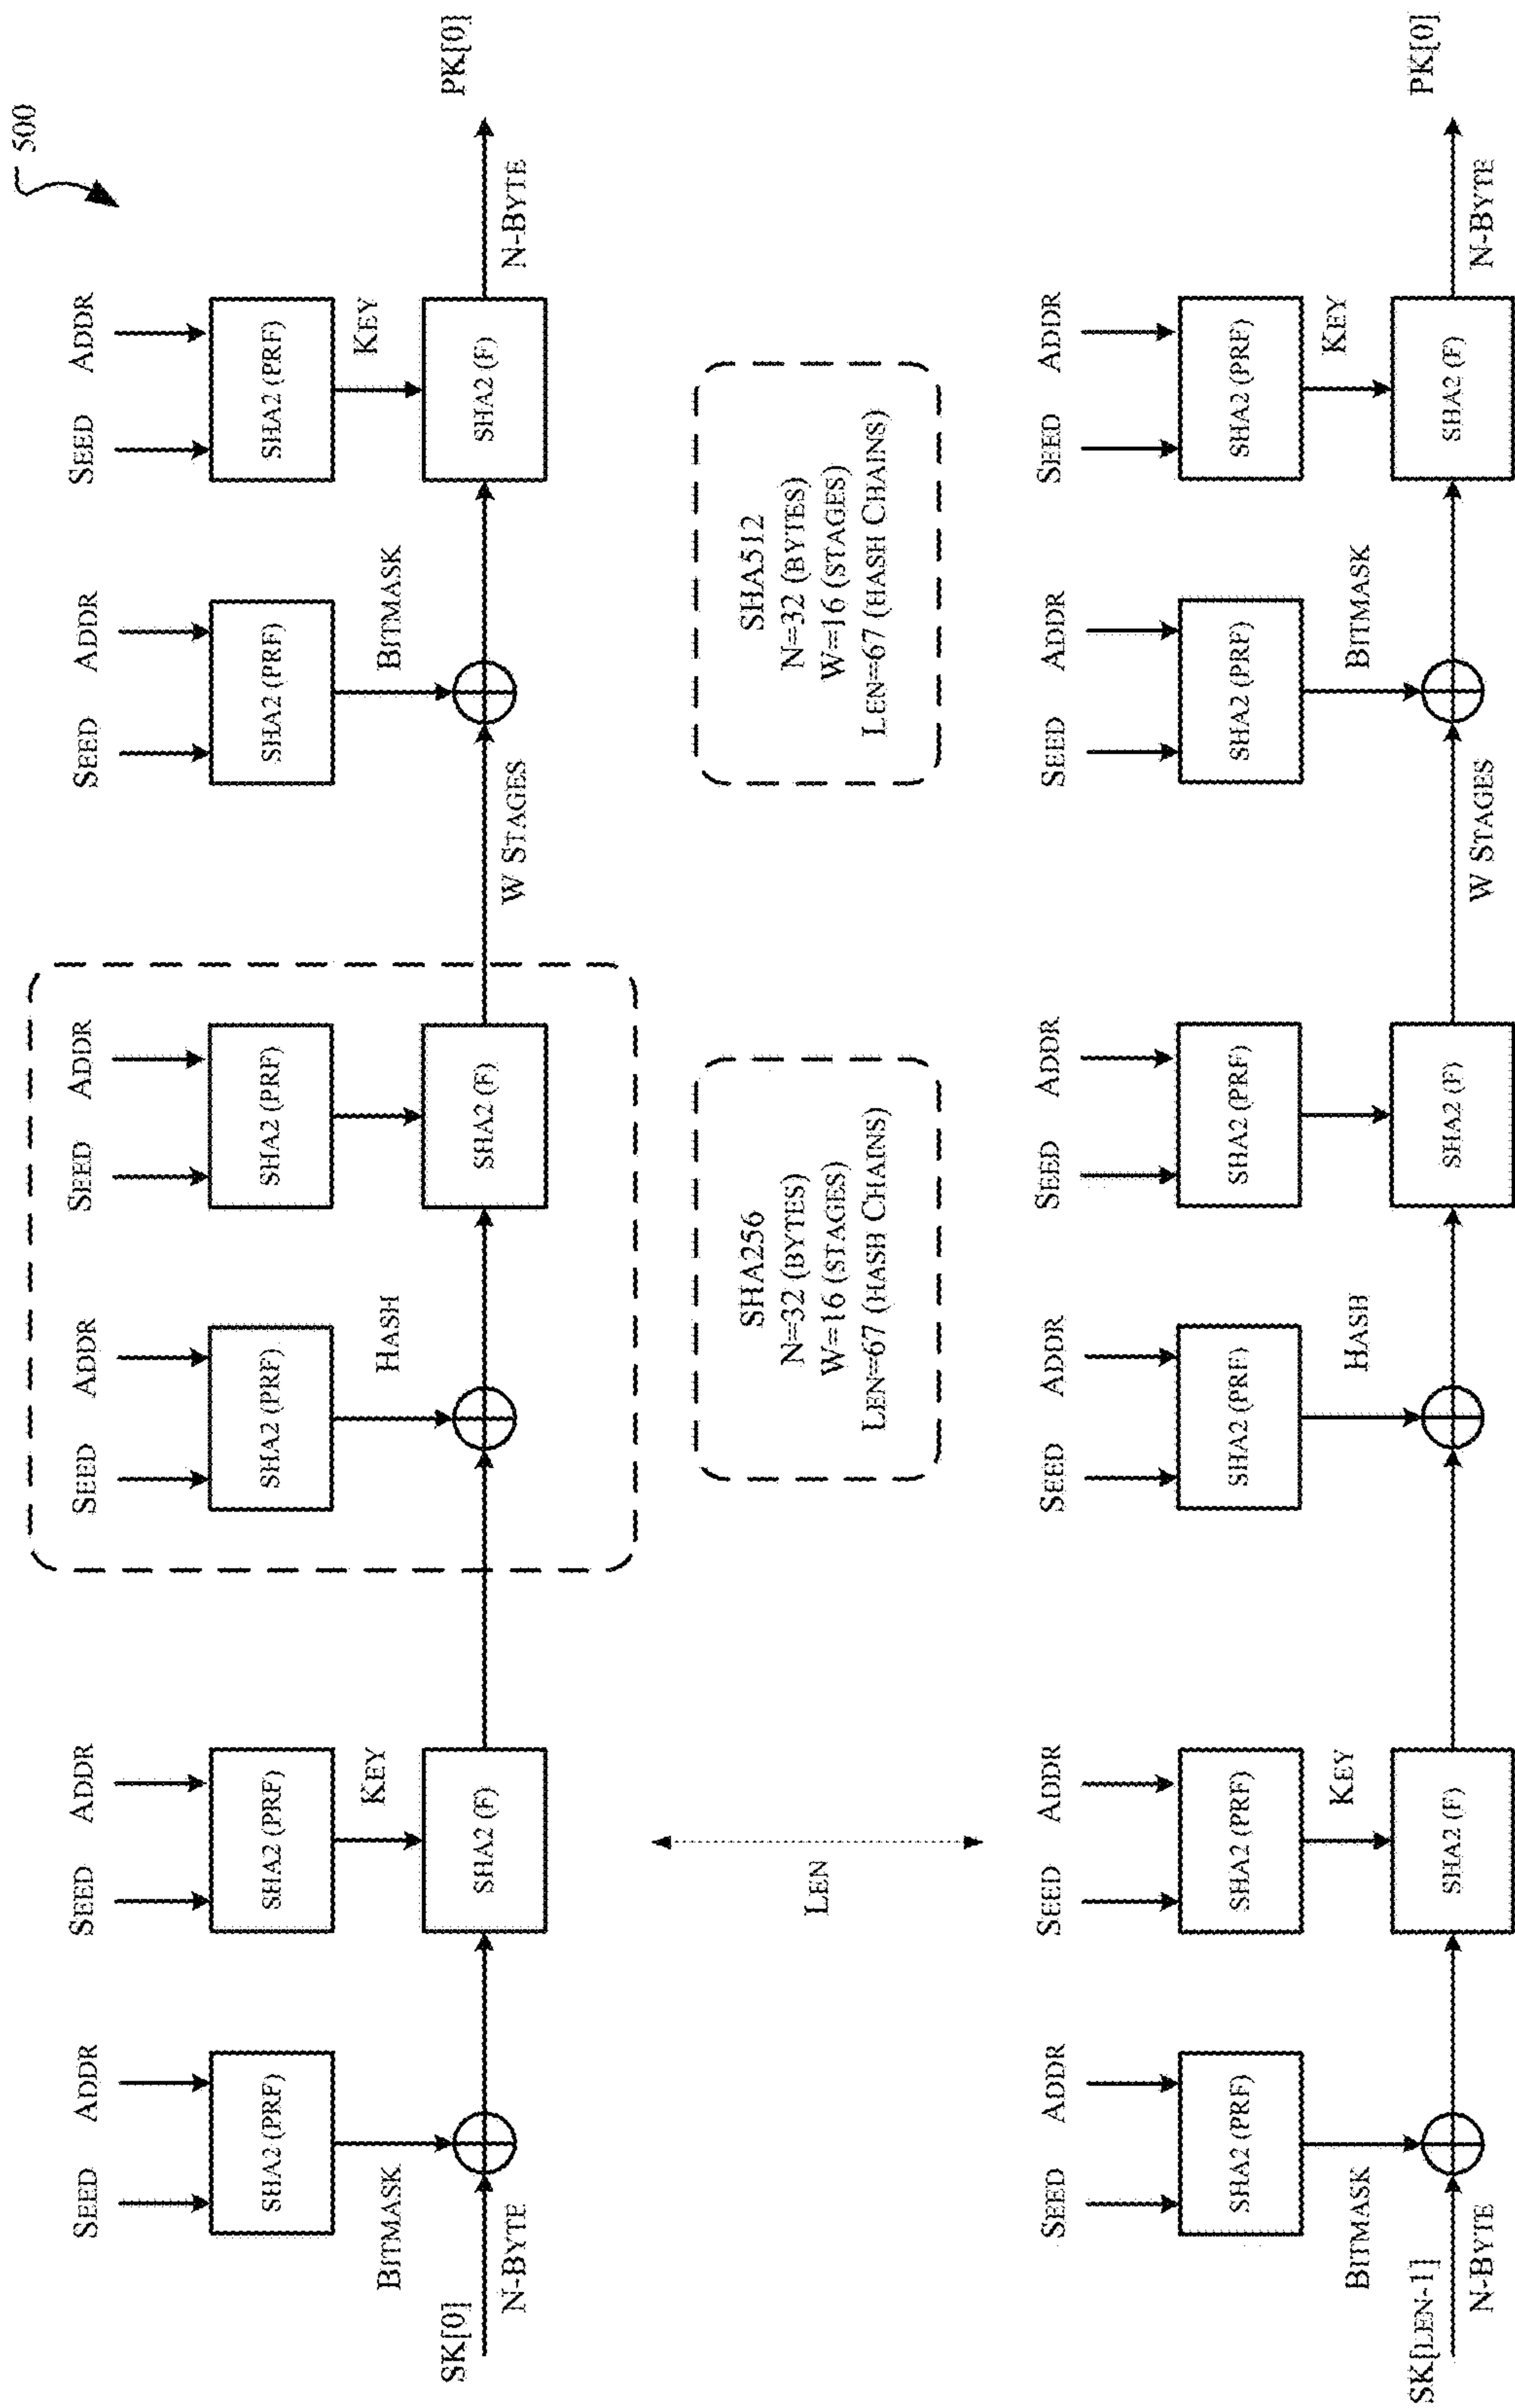 500
SEED ADDR SEED ADDR SEED ADDR SEED ADDR SEED ADDR SEED ADDR
SHA2 (PRF) SHA2 (PRF) SHA2 (PRF) SHA2 (PRF) SHA2 (PRF) SHA2 (PRF)
BITMASK KEY HASH BITMASK KEY
SK[0] SHA2 (F) SHA2 (F) SHA2 (F) PK[0]
N-BYTE W STAGES N-BYTE
LEN
SHA256
N=32 (BYTES)
W=16 (STAGES)
LEN=67 (HASH CHAINS)
SHA512
N=32 (BYTES)
W=16 (STAGES)
LEN=67 (HASH CHAINS)
SEED ADDR SEED ADDR SEED ADDR SEED ADDR SEED ADDR SEED ADDR
SHA2 (PRF) SHA2 (PRF) SHA2 (PRF) SHA2 (PRF) SHA2 (PRF) SHA2 (PRF)
BITMASK KEY HASH BITMASK KEY
SK[LEN-1] SHA2 (F) SHA2 (F) SHA2 (F) PK[0]
N-BYTE W STAGES N-BYTE